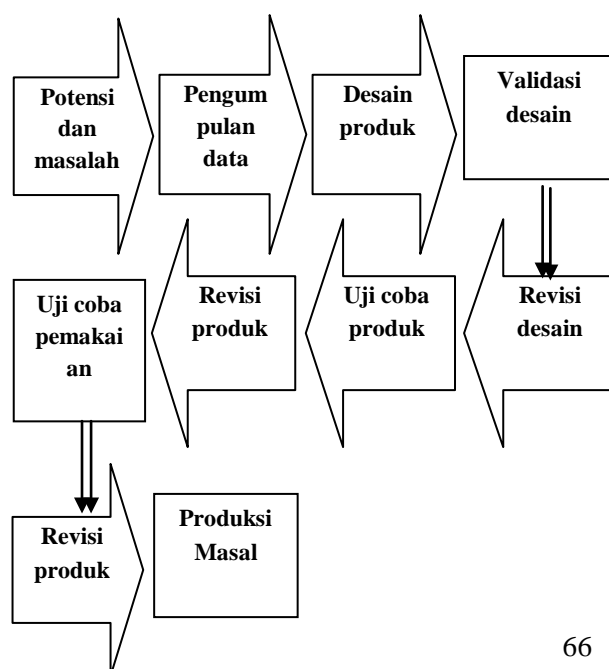 Potensi
dan
masalah
Pengum
pulan
data
Desain
produk
Validasi
desain
Revisi
desain
Uji coba
produk
Revisi
produk
Uji coba
pemakai
an
Revisi
produk
Produksi
Masal
66